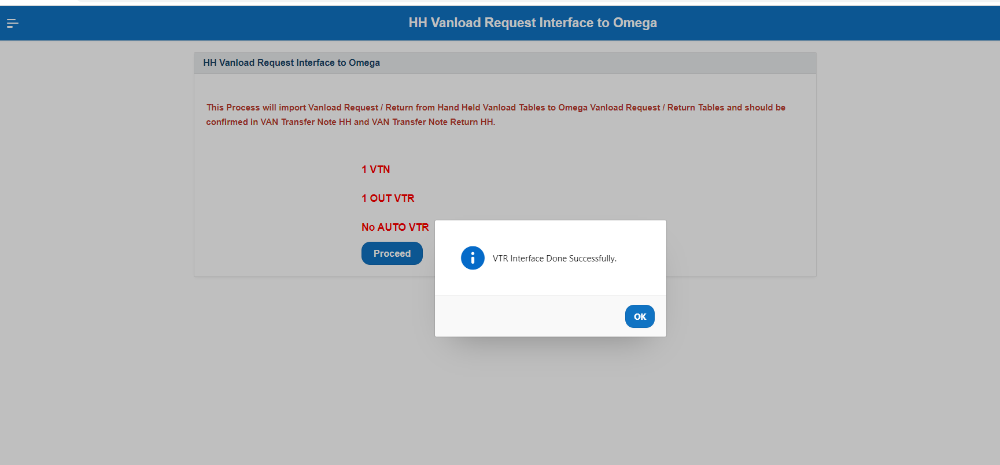 HH Vanload Request Interface to Omega
HH Vanload Request Interface to Omega
This Process will import Vanload Request / Return from Hand Held Vanload Tables to Omega Vanload Request / Return Tables and should be
confirmed in VAN Transfer Note HH and VAN Transfer Note Return HH.
1 VTN
1 OUT VTR
No AUTO VTR
Proceed
VTR Interface Done Successfully.
OK